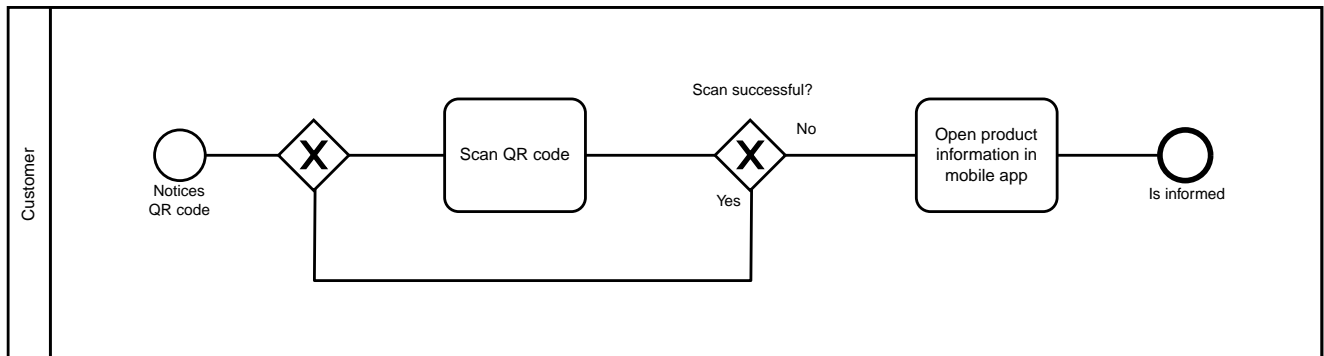 Customer
Notices
QR code
Scan QR code
Scan successful?
No
Yes
Open product
information in
mobile app
Is informed